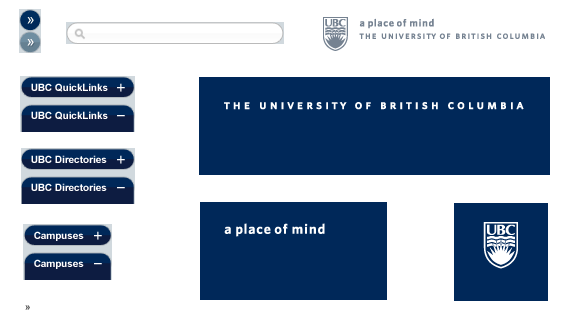 »
»
UBC
a place of mind
THE UNIVERSITY OF BRITISH COLUMBIA
UBC QuickLinks +
UBC QuickLinks −
THE UNIVERSITY OF BRITISH COLUMBIA
UBC Directories +
UBC Directories −
a place of mind
UBC
Campuses +
Campuses −
»